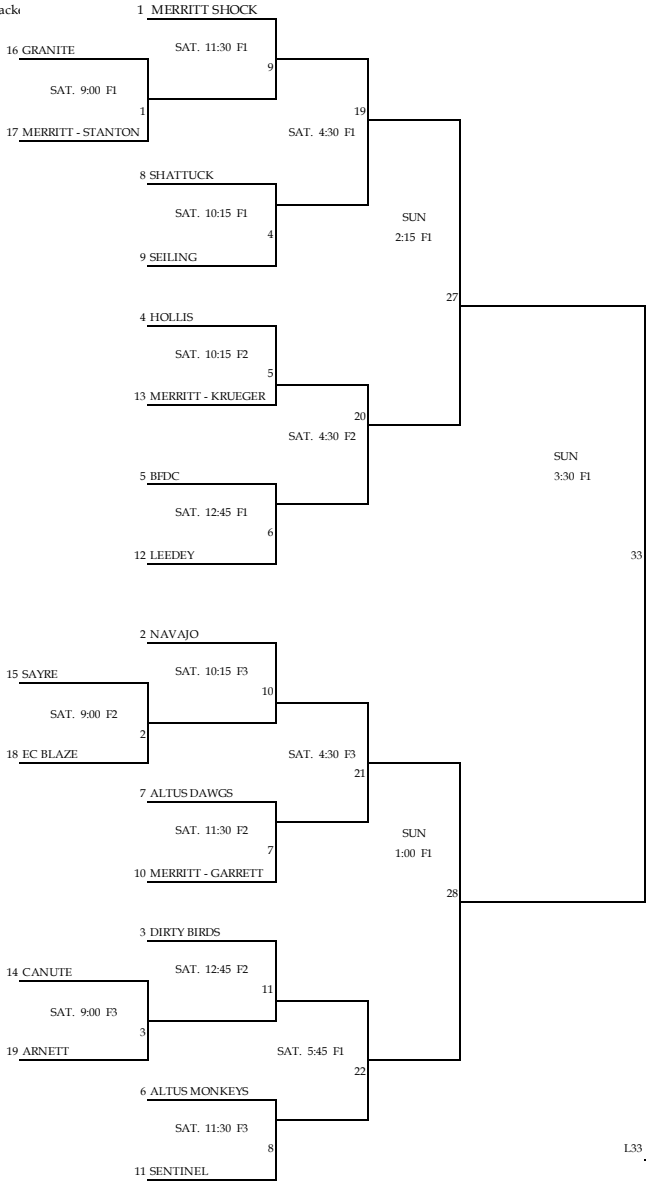 1 MERRITT SHOCK
16 GRANITE
SAT. 11:30 F1
9
SAT. 9:00 F1
1
19
17 MERRITT - STANTON
SAT. 4:30 F1
8 SHATTUCK
SAT. 10:15 F1
SUN
4
2:15 F1
9 SEILING
27
4 HOLLIS
SAT. 10:15 F2
5
13 MERRITT - KRUEGER
20
SAT. 4:30 F2
SUN
5 BFDC
3:30 F1
SAT. 12:45 F1
6
12 LEEDEY
33
2 NAVAJO
15 SAYRE
SAT. 10:15 F3
10
SAT. 9:00 F2
2
18 EC BLAZE
SAT. 4:30 F3
21
7 ALTUS DAWGS
SAT. 11:30 F2
SUN
7
1:00 F1
10 MERRITT - GARRETT
28
3 DIRTY BIRDS
14 CANUTE
SAT. 12:45 F2
11
SAT. 9:00 F3
3
19 ARNETT
SAT. 5:45 F1
22
6 ALTUS MONKEYS
SAT. 11:30 F3
8
L33
11 SENTINEL